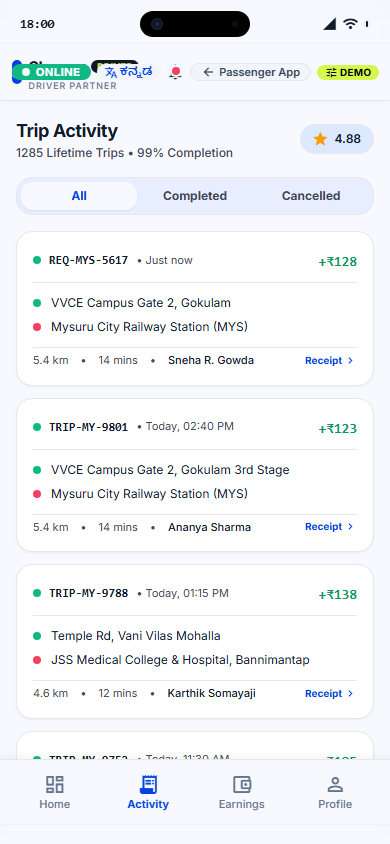 18:00
ONLINE
ಕನ್ನಡ
Passenger App
DEMO
DRIVER PARTNER
Trip Activity
1285 Lifetime Trips • 99% Completion
4.88
All
Completed
Cancelled
REQ-MYS-5617 • Just now
+₹128
VVCE Campus Gate 2, Gokulam
Mysuru City Railway Station (MYS)
5.4 km • 14 mins • Sneha R. Gowda
Receipt
TRIP-MY-9801 • Today, 02:40 PM
+₹123
VVCE Campus Gate 2, Gokulam 3rd Stage
Mysuru City Railway Station (MYS)
5.4 km • 14 mins • Ananya Sharma
Receipt
TRIP-MY-9788 • Today, 01:15 PM
+₹138
Temple Rd, Vani Vilas Mohalla
JSS Medical College & Hospital, Bannimantap
4.6 km • 12 mins • Karthik Somayaji
Receipt
Home
Activity
Earnings
Profile